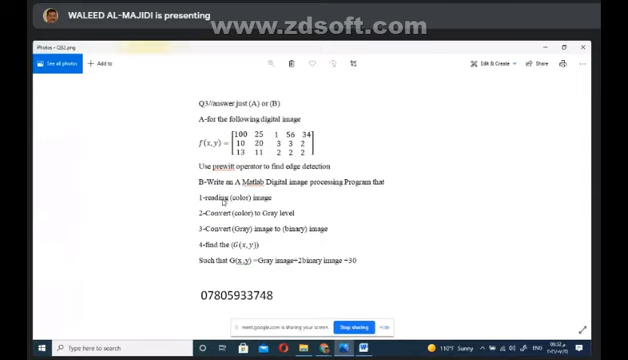 WALEED AL-MAJIDI is presenting
www.zdsoft.com
Photos - QB2.png
See all photos
Add to
Edit & Create
Share
Q3//answer just (A) or (B)
A-for the following digital image
f(x, y) = [100 25 1 56 34
10 20 3 3 2
13 11 2 2 2]
Use prewitt operator to find edge detection
B-Write an A Matlab Digital image processing Program that
1-reading (color) image
2-Convert (color) to Gray level
3-Convert (Gray) image to (binary) image
4-find the (G(x, y))
Such that G(x,y) =Gray image+2binary image +30
07805933748
meet.google.com is sharing your screen.
Stop sharing
Hide
Type here to search
110°F Sunny